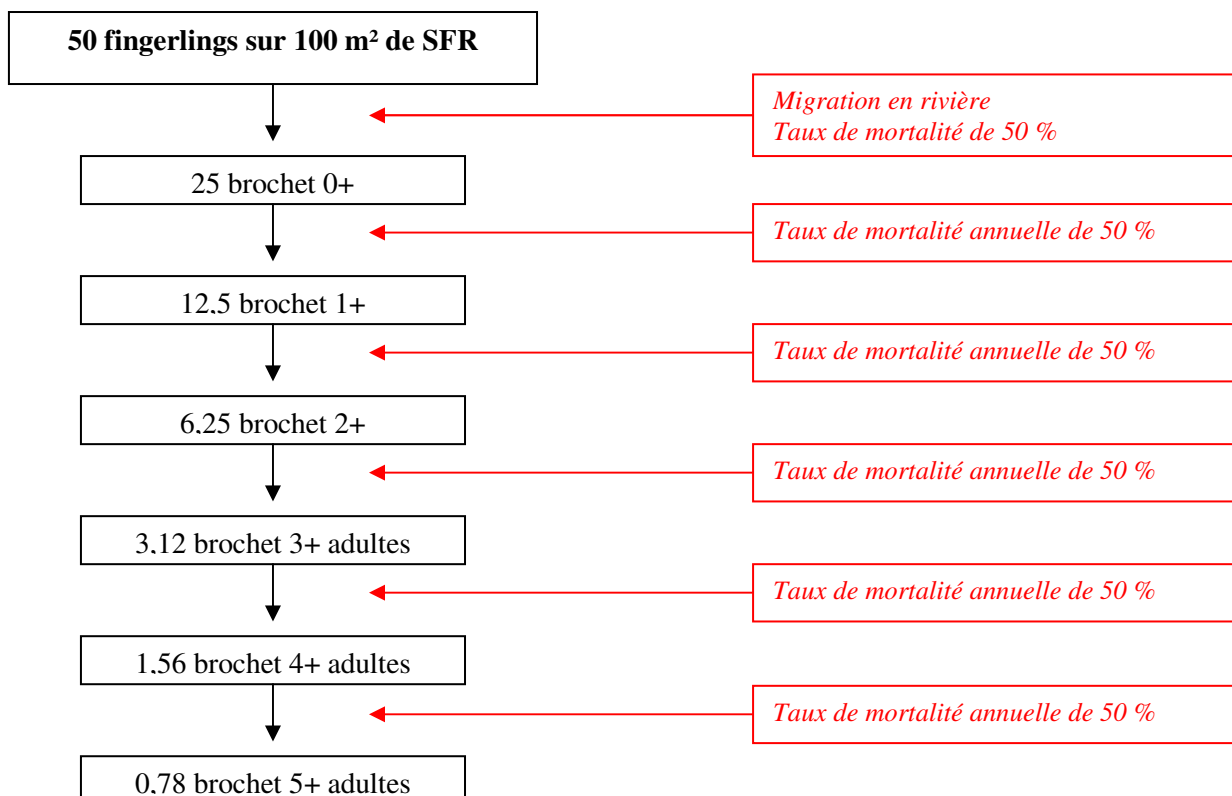 50 fingerlings sur 100 m² de SFR
Migration en rivière
Taux de mortalité de 50 %
25 brochet 0+
Taux de mortalité annuelle de 50 %
12,5 brochet 1+
Taux de mortalité annuelle de 50 %
6,25 brochet 2+
Taux de mortalité annuelle de 50 %
3,12 brochet 3+ adultes
Taux de mortalité annuelle de 50 %
1,56 brochet 4+ adultes
Taux de mortalité annuelle de 50 %
0,78 brochet 5+ adultes